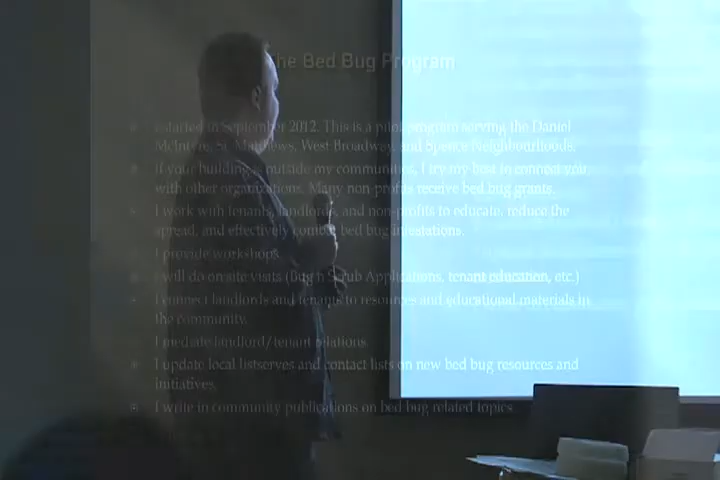 he Bed Bug Program
I started in September 2012. This is a pilot program serving the Daniel
McIntyre, St. Matthews, West Broadway, and Spence Neighbourhoods.
If your building outside my communities, I try my best to connect you
with other organizations. Many non-profits receive bed bug grants.
I work with tenants, landlords, and non-profits to educate, reduce the
spread, and effectively combat bed bug infestations.
I provide workshops.
I will do on site visits (Bug n Scrub Applications, tenant education, etc.)
I connect landlords and tenants to resources and educational materials in
the community.
I mediate landlord/tenant relations
I update local listserves and contact lists on new bed bug resources and
initiatives.
I write in community publications on bed bug related topics.